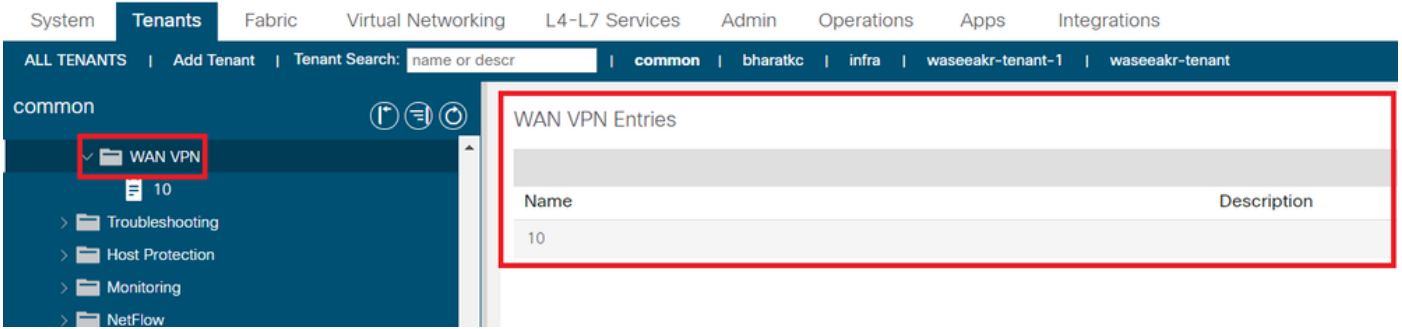 System Tenants Fabric Virtual Networking L4-L7 Services Admin Operations Apps Integrations
ALL TENANTS | Add Tenant | Tenant Search: name or descr | common | bharatkc | infra | waseeakr-tenant-1 | waseeakr-tenant
common
WAN VPN
10
Troubleshooting
Host Protection
Monitoring
NetFlow
WAN VPN Entries
Name Description
10